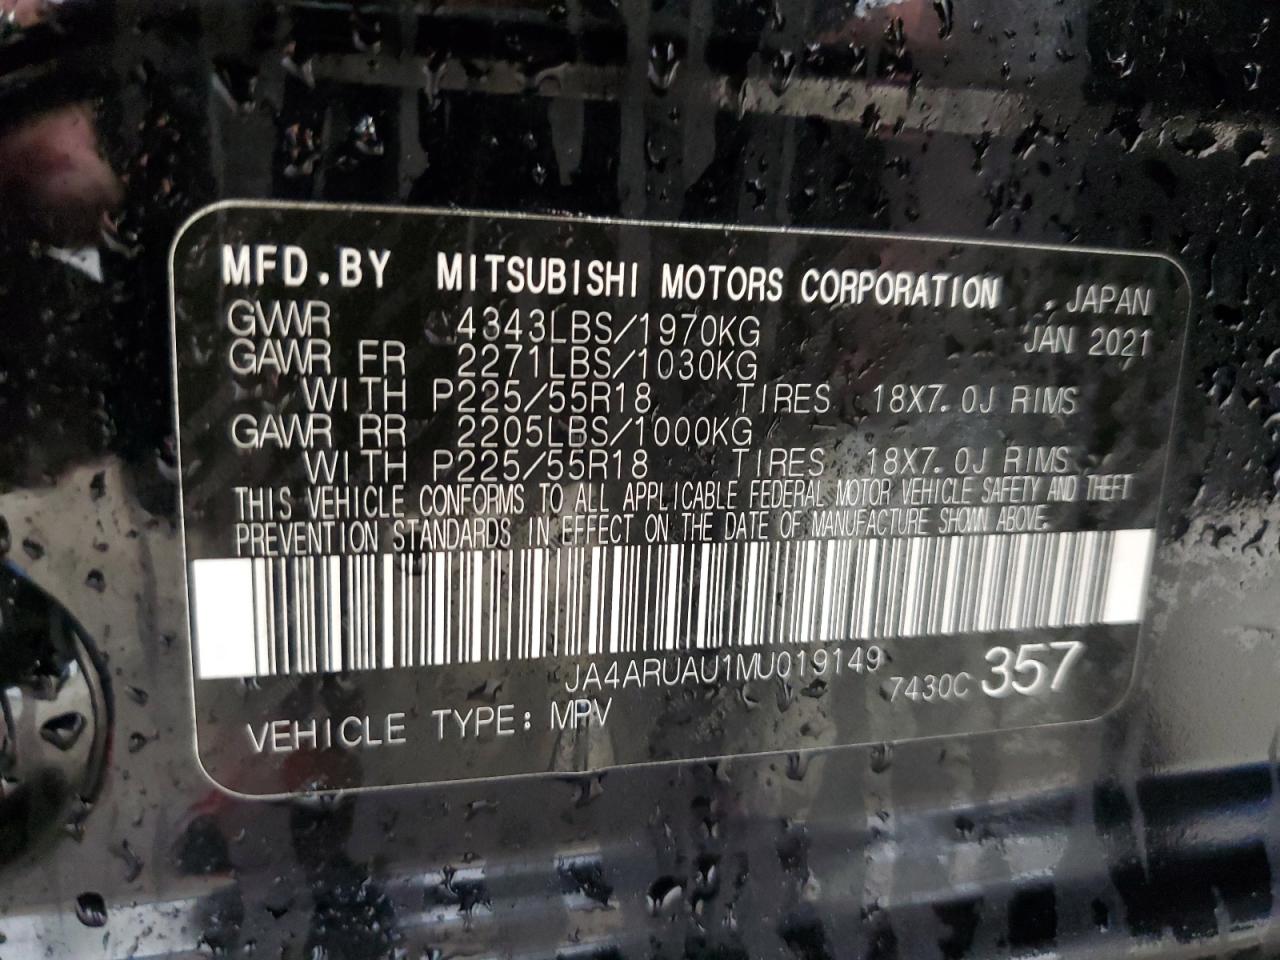 MFD.BY MITSUBISHI MOTORS CORPORATION JAPAN
GVWR 4343LBS/1970KG JAN 2021
GAWR FR 2271LBS/1030KG
WITH P225/55R18 TIRES 18X7.0J RIMS
GAWR RR 2205LBS/1000KG
WITH P225/55R18 TIRES 18X7.0J RIMS
THIS VEHICLE CONFORMS TO ALL APPLICABLE FEDERAL MOTOR VEHICLE SAFETY AND THEFT
PREVENTION STANDARDS IN EFFECT ON THE DATE OF MANUFACTURE SHOWN ABOVE.
JA4ARUAU1MU019149 7430C 357
VEHICLE TYPE: MPV